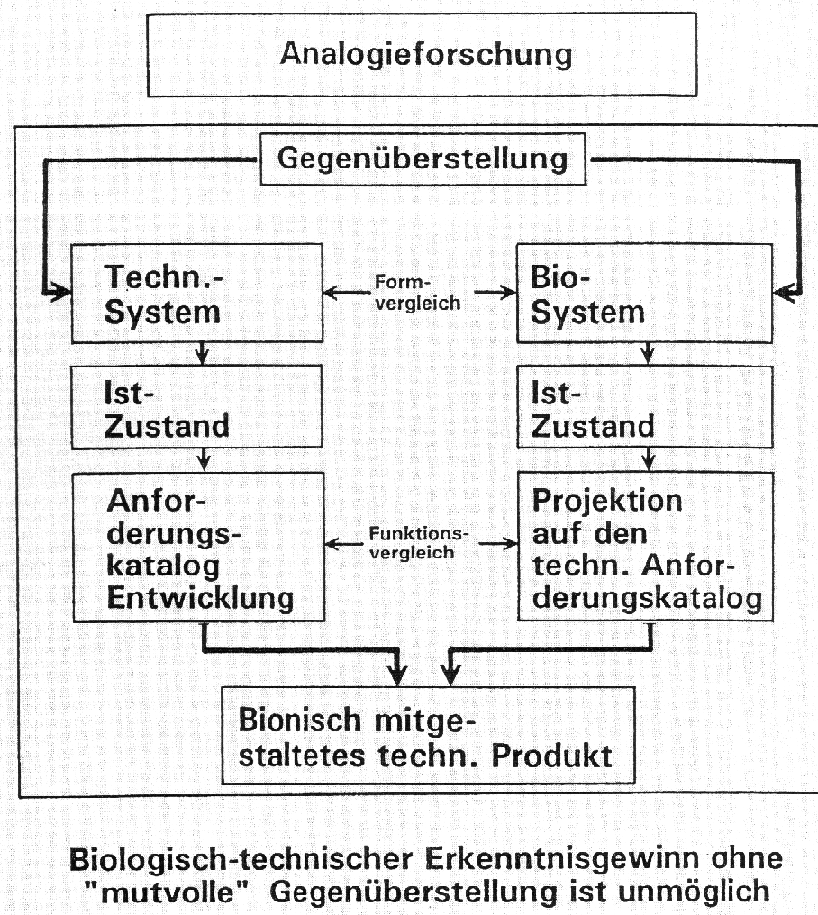 Analogieforschung
Gegenüberstellung
Techn.-
System
Form-
vergleich
Bio-
System
Ist-
Zustand
Ist-
Zustand
Anfor-
derungs-
katalog
Entwicklung
Funktions-
vergleich
Projektion
auf den
techn. Anfor-
derungskatalog
Bionisch mitge-
staltetes techn. Produkt
Biologisch-technischer Erkenntnisgewinn ohne
"mutvolle" Gegenüberstellung ist unmöglich